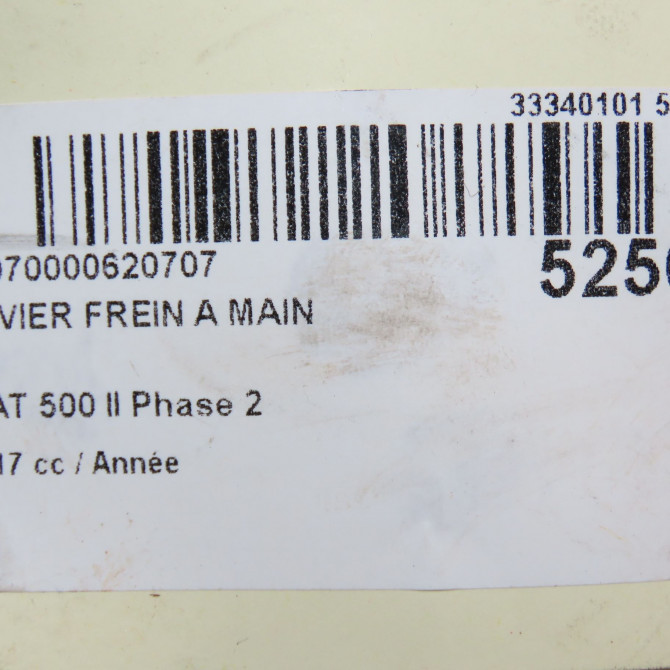 33340101 5
070000620707
525
VIER FREIN A MAIN
AT 500 II Phase 2
17 cc / Année